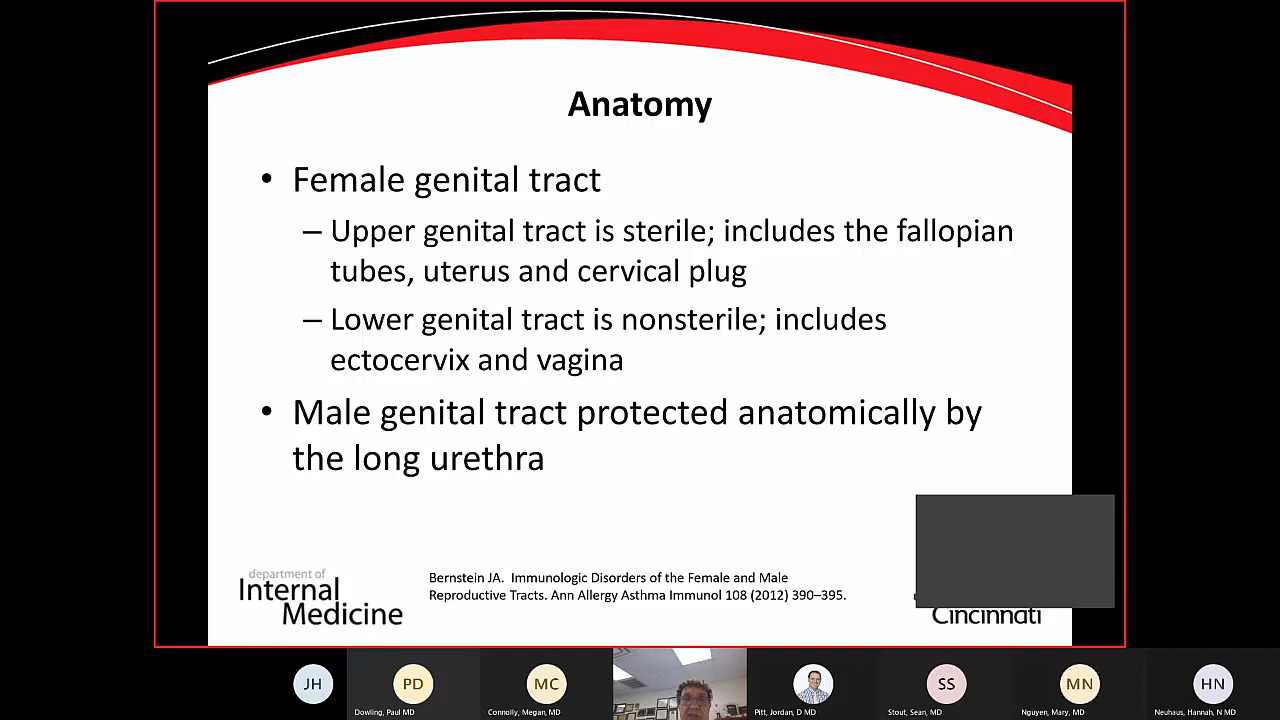 Anatomy
• Female genital tract
– Upper genital tract is sterile; includes the fallopian
tubes, uterus and cervical plug
– Lower genital tract is nonsterile; includes
ectocervix and vagina
• Male genital tract protected anatomically by
the long urethra
department of
Internal
Medicine
Bernstein JA. Immunologic Disorders of the Female and Male
Reproductive Tracts. Ann Allergy Asthma Immunol 108 (2012) 390–395.
Cincinnati
JH
PD
MC
SS
MN
HN
Dowling, Paul MD
Connolly, Megan, MD
Pitt, Jordan, D MD
Stout, Sean, MD
Nguyen, Mary, MD
Neuhaus, Hannah, N MD